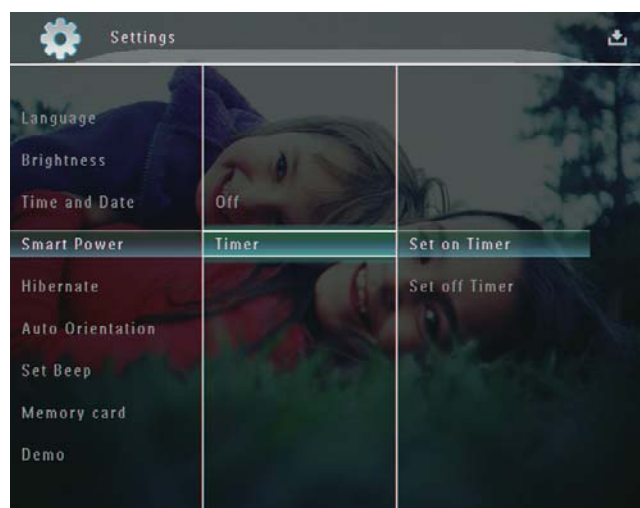 Settings
Language
Brightness
Time and Date
Off
Smart Power
Timer
Set on Timer
Hibernate
Set off Timer
Auto Orientation
Set Beep
Memory card
Demo